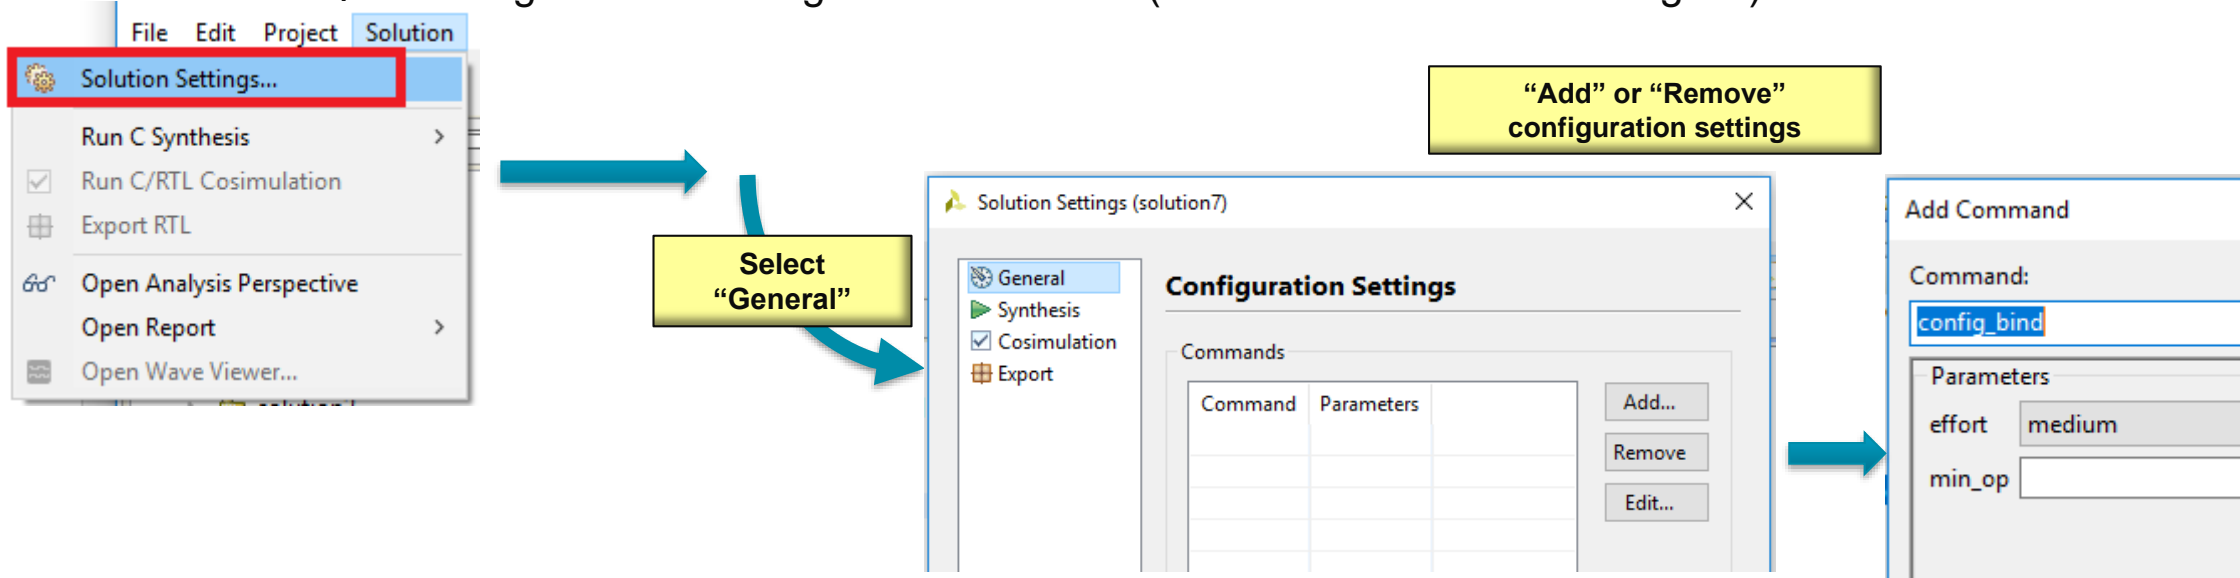 File Edit Project Solution
Solution Settings...
Run C Synthesis >
Run C/RTL Cosimulation
Export RTL
Open Analysis Perspective
Open Report >
Open Wave Viewer...
Select
“General”
“Add” or “Remove”
configuration settings
Solution Settings (solution7)
General
Synthesis
Cosimulation
Export
Configuration Settings
Commands
Command Parameters
Add...
Remove
Edit...
Add Command
Command:
config_bind
Parameters
effort medium
min_op